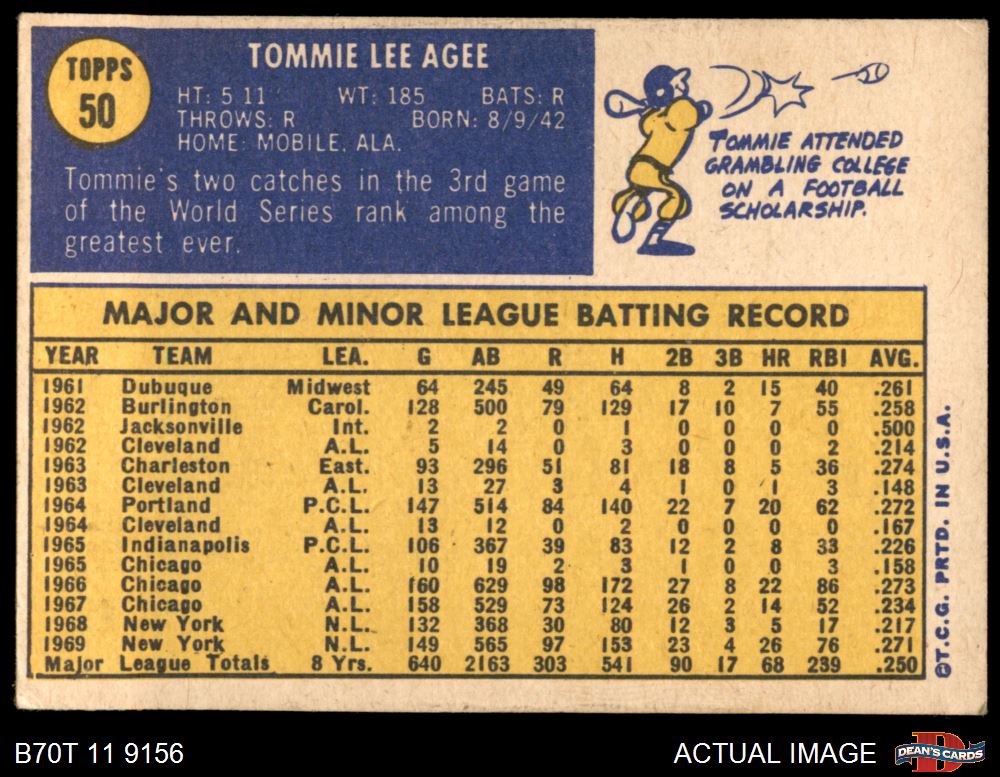 TOPPS
50
TOMMIE LEE AGEE
HT: 5 11" WT: 185 BATS: R
THROWS: R BORN: 8/9/42
HOME: MOBILE, ALA.
Tommie's two catches in the 3rd game
of the World Series rank among the
greatest ever.
TOMMIE ATTENDED
GRAMBLING COLLEGE
ON A FOOTBALL
SCHOLARSHIP.
MAJOR AND MINOR LEAGUE BATTING RECORD
YEAR TEAM LEA. G AB R H 2B 3B HR RBI AVG.
1961 Dubuque Midwest 64 245 49 64 8 2 15 40 .261
1962 Burlington Carol. 128 500 79 129 17 10 7 55 .258
1962 Jacksonville Int. 2 2 0 1 0 0 0 0 .500
1962 Cleveland A.L. 5 14 0 3 0 0 0 2 .214
1963 Charleston East. 93 296 51 81 18 8 5 36 .274
1963 Cleveland A.L. 13 27 3 4 1 0 1 3 .148
1964 Portland P.C.L. 147 514 84 140 22 7 20 62 .272
1964 Cleveland A.L. 13 12 0 2 0 0 0 0 .167
1965 Indianapolis P.C.L. 106 367 39 83 12 2 8 33 .226
1965 Chicago A.L. 10 19 2 3 1 0 0 3 .158
1966 Chicago A.L. 160 629 98 172 27 8 22 86 .273
1967 Chicago A.L. 158 529 73 124 26 2 14 52 .234
1968 New York N.L. 132 368 30 80 12 3 5 17 .217
1969 New York N.L. 149 565 97 153 23 4 26 76 .271
Major League Totals 8 Yrs. 640 2163 303 541 90 17 68 239 .250
©T.C.G. PRTD. IN U.S.A.
B70T 11 9156
ACTUAL IMAGE
DEAN'S CARDS